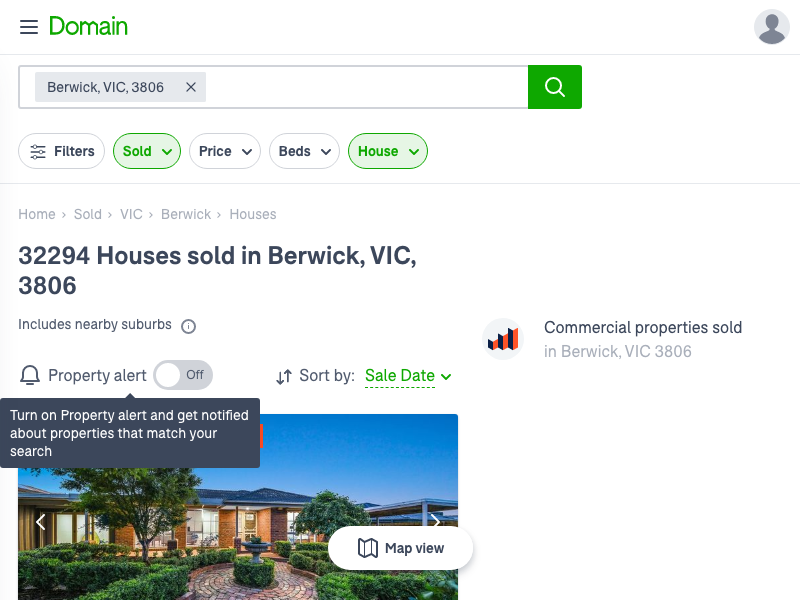 Domain
Berwick, VIC, 3806
Filters
Sold
Price
Beds
House
Home › Sold › VIC › Berwick › Houses
32294 Houses sold in Berwick, VIC,
3806
Includes nearby suburbs
Commercial properties sold
in Berwick, VIC 3806
Property alert
Off
Sort by: Sale Date
Turn on Property alert and get notified
about properties that match your
search
Map view